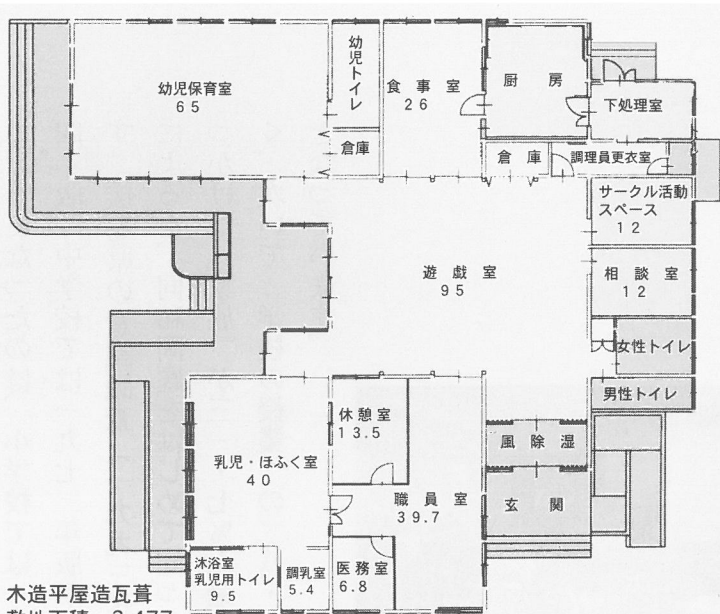 幼児保育室
65
幼児トイレ
倉庫
食事室
26
厨房
下処理室
倉庫
調理員更衣室
サークル活動
スペース
12
相談室
12
遊戯室
95
女性トイレ
男性トイレ
休憩室
13.5
乳児・ほふく室
40
風除湿
職員室
39.7
玄関
沐浴室
乳児用トイレ
9.5
調乳室
5.4
医務室
6.8
木造平屋造瓦葺